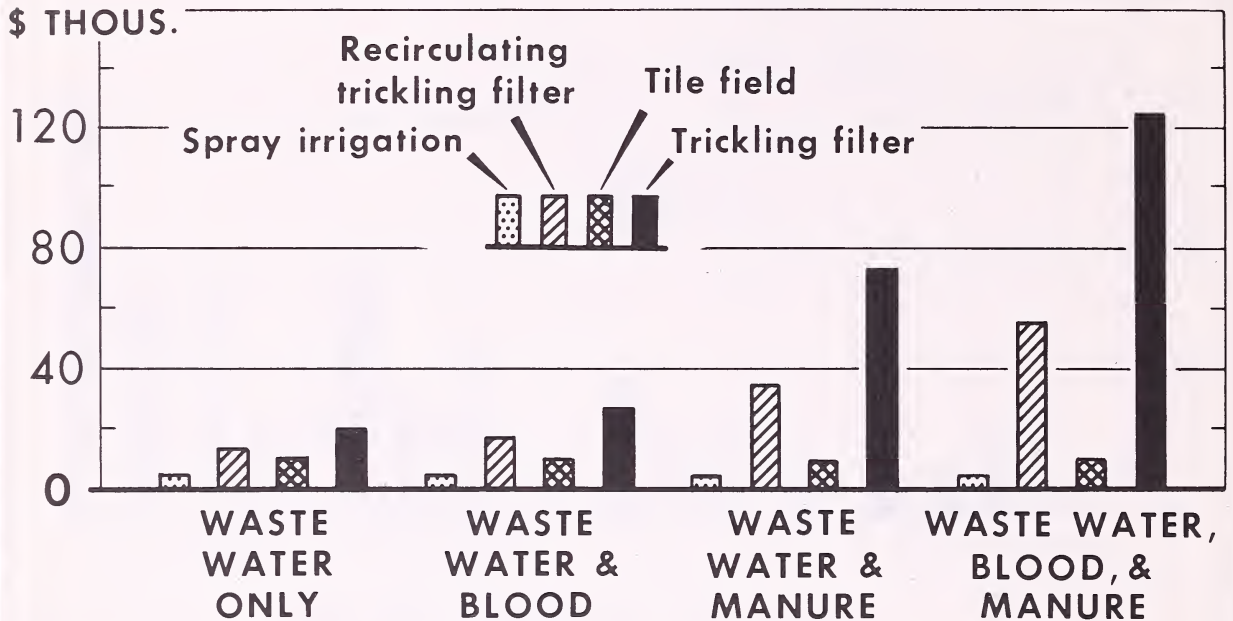 $ THOUS.
Recirculating
trickling filter
Tile field
Spray irrigation
Trickling filter
120
80
40
0
WASTE
WATER
ONLY
WASTE
WATER &
BLOOD
WASTE
WATER &
MANURE
WASTE WATER,
BLOOD, &
MANURE